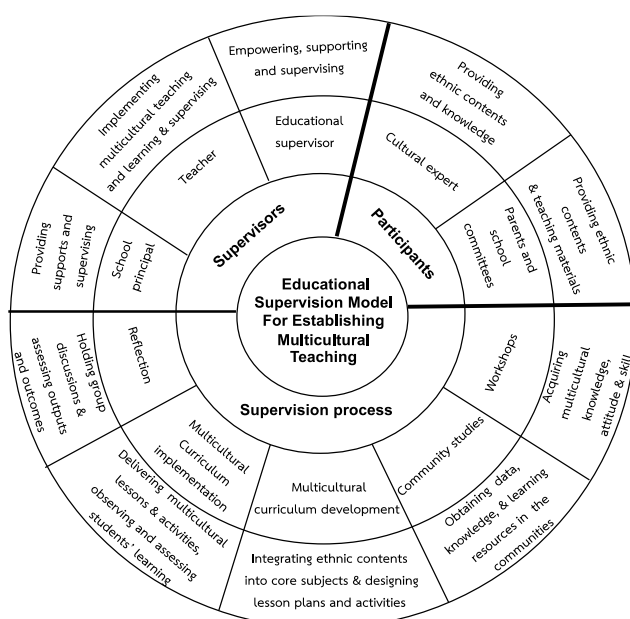 Educational
Supervision Model
For Establishing
Multicultural
Teaching
Supervisors
School
principal
Providing
supports and
supervising
Teacher
Implementing
multicultural teaching
and learning & supervising
Educational
supervisor
Empowering, supporting
and supervising
Participants
Cultural expert
Providing
ethnic contents
and knowledge
Parents and
school
committees
Providing ethnic
contents
& teaching materials
Supervision process
Workshops
Acquiring
multicultural
knowledge,
attitude & skill
Community studies
Obtaining data,
knowledge, & learning
resources in the
communities
Multicultural
curriculum development
Integrating ethnic contents
into core subjects & designing
lesson plans and activities
Multicultural
Curriculum
implementation
Delivering multicultural
lessons & activities,
observing and assessing
students' learning
Reflection
Holding group
discussions &
assessing outputs
and outcomes